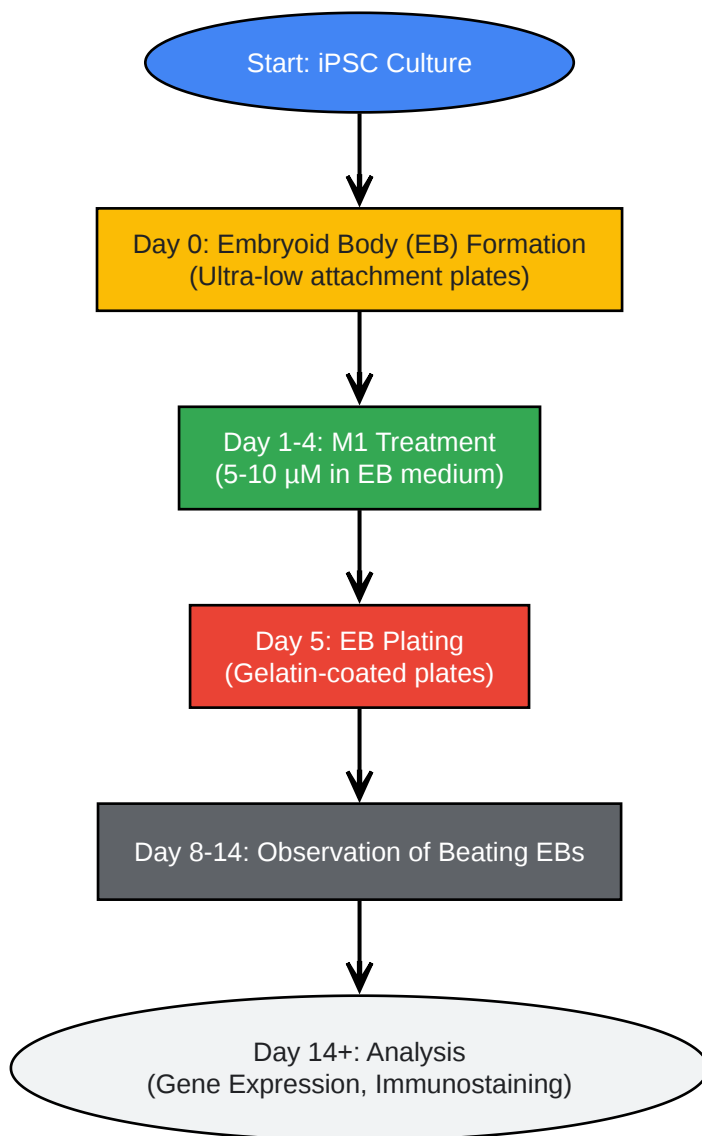 Start: iPSC Culture
Day 0: Embryoid Body (EB) Formation
(Ultra-low attachment plates)
Day 1-4: M1 Treatment
(5-10 µM in EB medium)
Day 5: EB Plating
(Gelatin-coated plates)
Day 8-14: Observation of Beating EBs
Day 14+: Analysis
(Gene Expression, Immunostaining)